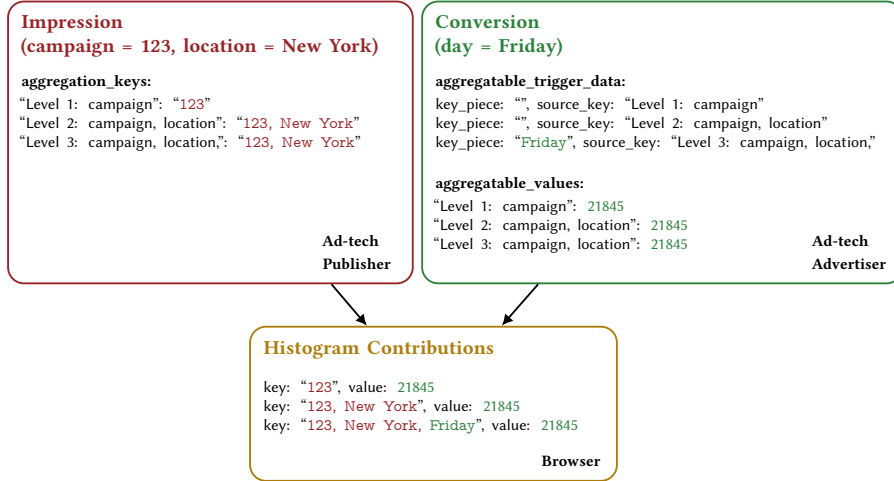 Impression
(campaign = 123, location = New York)
aggregation_keys:
“Level 1: campaign”: “123”
“Level 2: campaign, location”: “123, New York”
“Level 3: campaign, location,”: “123, New York”
Ad-tech
Publisher
Conversion
(day = Friday)
aggregatable_trigger_data:
key_piece: “”, source_key: “Level 1: campaign”
key_piece: “”, source_key: “Level 2: campaign, location”
key_piece: “Friday”, source_key: “Level 3: campaign, location,”
aggregatable_values:
“Level 1: campaign”: 21845
“Level 2: campaign, location”: 21845
“Level 3: campaign, location”: 21845
Ad-tech
Advertiser
Histogram Contributions
key: “123”, value: 21845
key: “123, New York”, value: 21845
key: “123, New York, Friday”, value: 21845
Browser